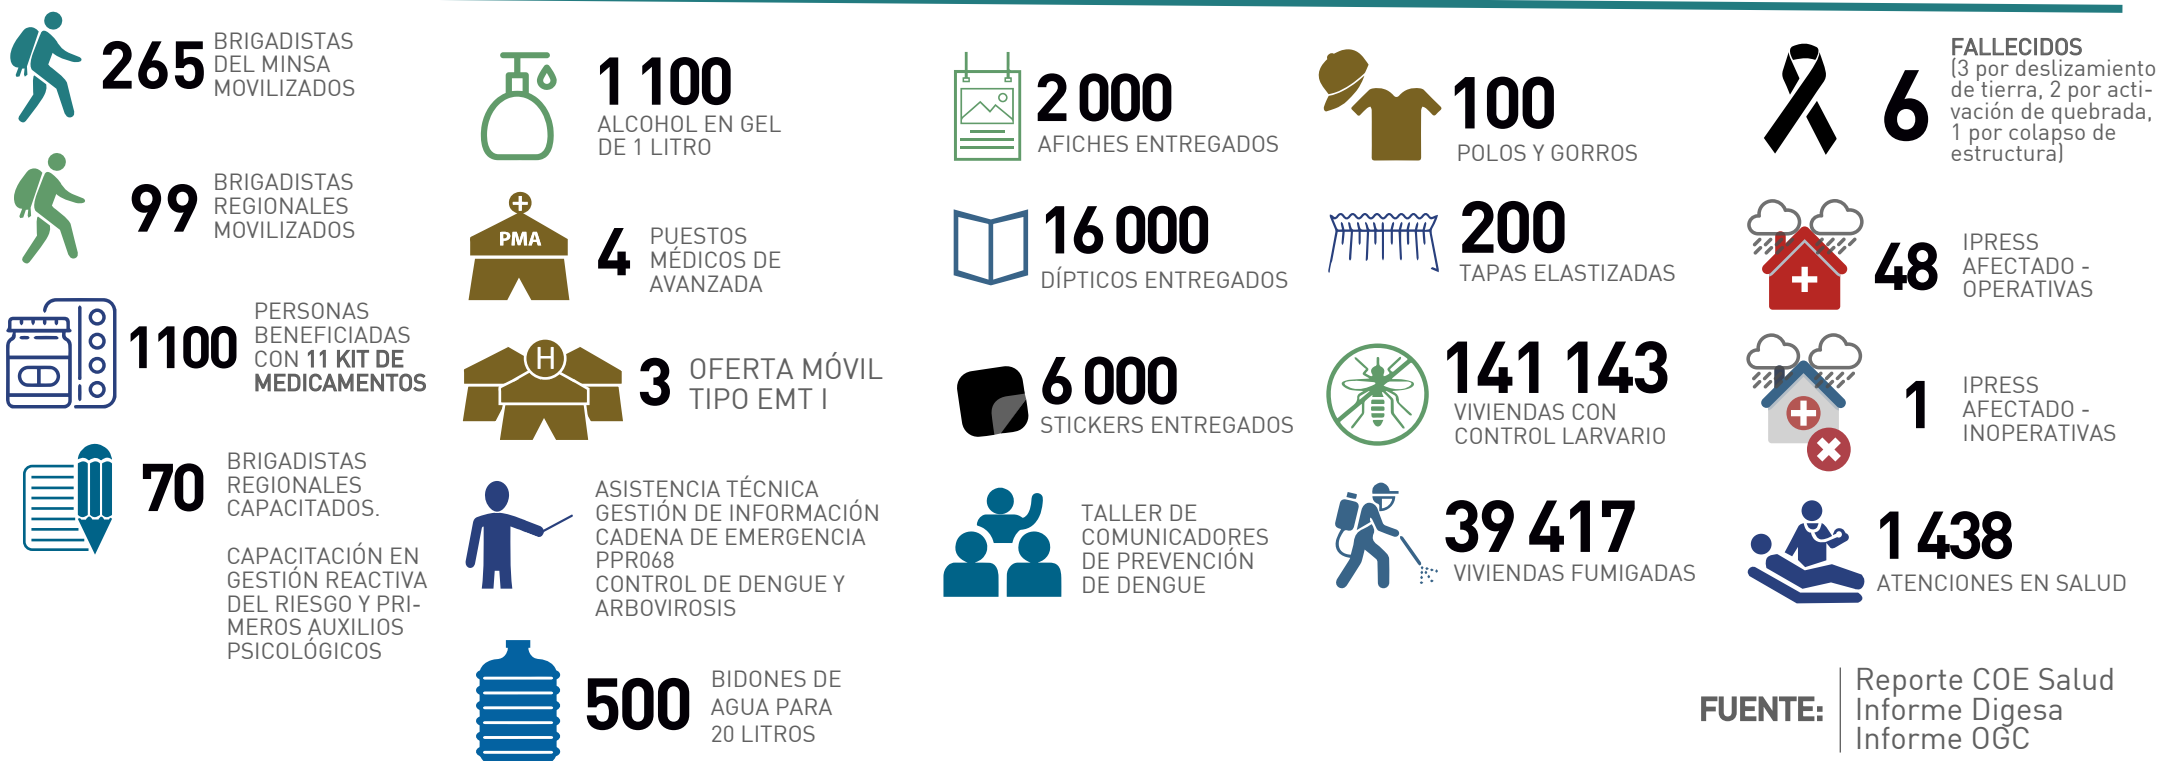 265
BRIGADISTAS
DEL MINSA
MOVILIZADOS
99
BRIGADISTAS
REGIONALES
MOVILIZADOS
1100
PERSONAS
BENEFICIADAS
CON 11 KIT DE
MEDICAMENTOS
70
BRIGADISTAS
REGIONALES
CAPACITADOS.
CAPACITACIÓN EN
GESTIÓN REACTIVA
DEL RIESGO Y PRI-
MEROS AUXILIOS
PSICOLÓGICOS
1 100
ALCOHOL EN GEL
DE 1 LITRO
PMA
4
PUESTOS
MÉDICOS DE
AVANZADA
H
3
OFERTA MÓVIL
TIPO EMT I
ASISTENCIA TÉCNICA
GESTIÓN DE INFORMACIÓN
CADENA DE EMERGENCIA
PPR068
CONTROL DE DENGUE Y
ARBOVIROSIS
500
BIDONES DE
AGUA PARA
20 LITROS
2 000
AFICHES ENTREGADOS
16 000
DÍPTICOS ENTREGADOS
6 000
STICKERS ENTREGADOS
TALLER DE
COMUNICADORES
DE PREVENCIÓN
DE DENGUE
100
POLOS Y GORROS
200
TAPAS ELASTIZADAS
141 143
VIVIENDAS CON
CONTROL LARVARIO
39 417
VIVIENDAS FUMIGADAS
6
FALLECIDOS
(3 por deslizamiento
de tierra, 2 por acti-
vación de quebrada,
1 por colapso de
estructura)
48
IPRESS
AFECTADO -
OPERATIVAS
1
IPRESS
AFECTADO -
INOPERATIVAS
1 438
ATENCIONES EN SALUD
FUENTE:
Reporte COE Salud
Informe Digesa
Informe OGC